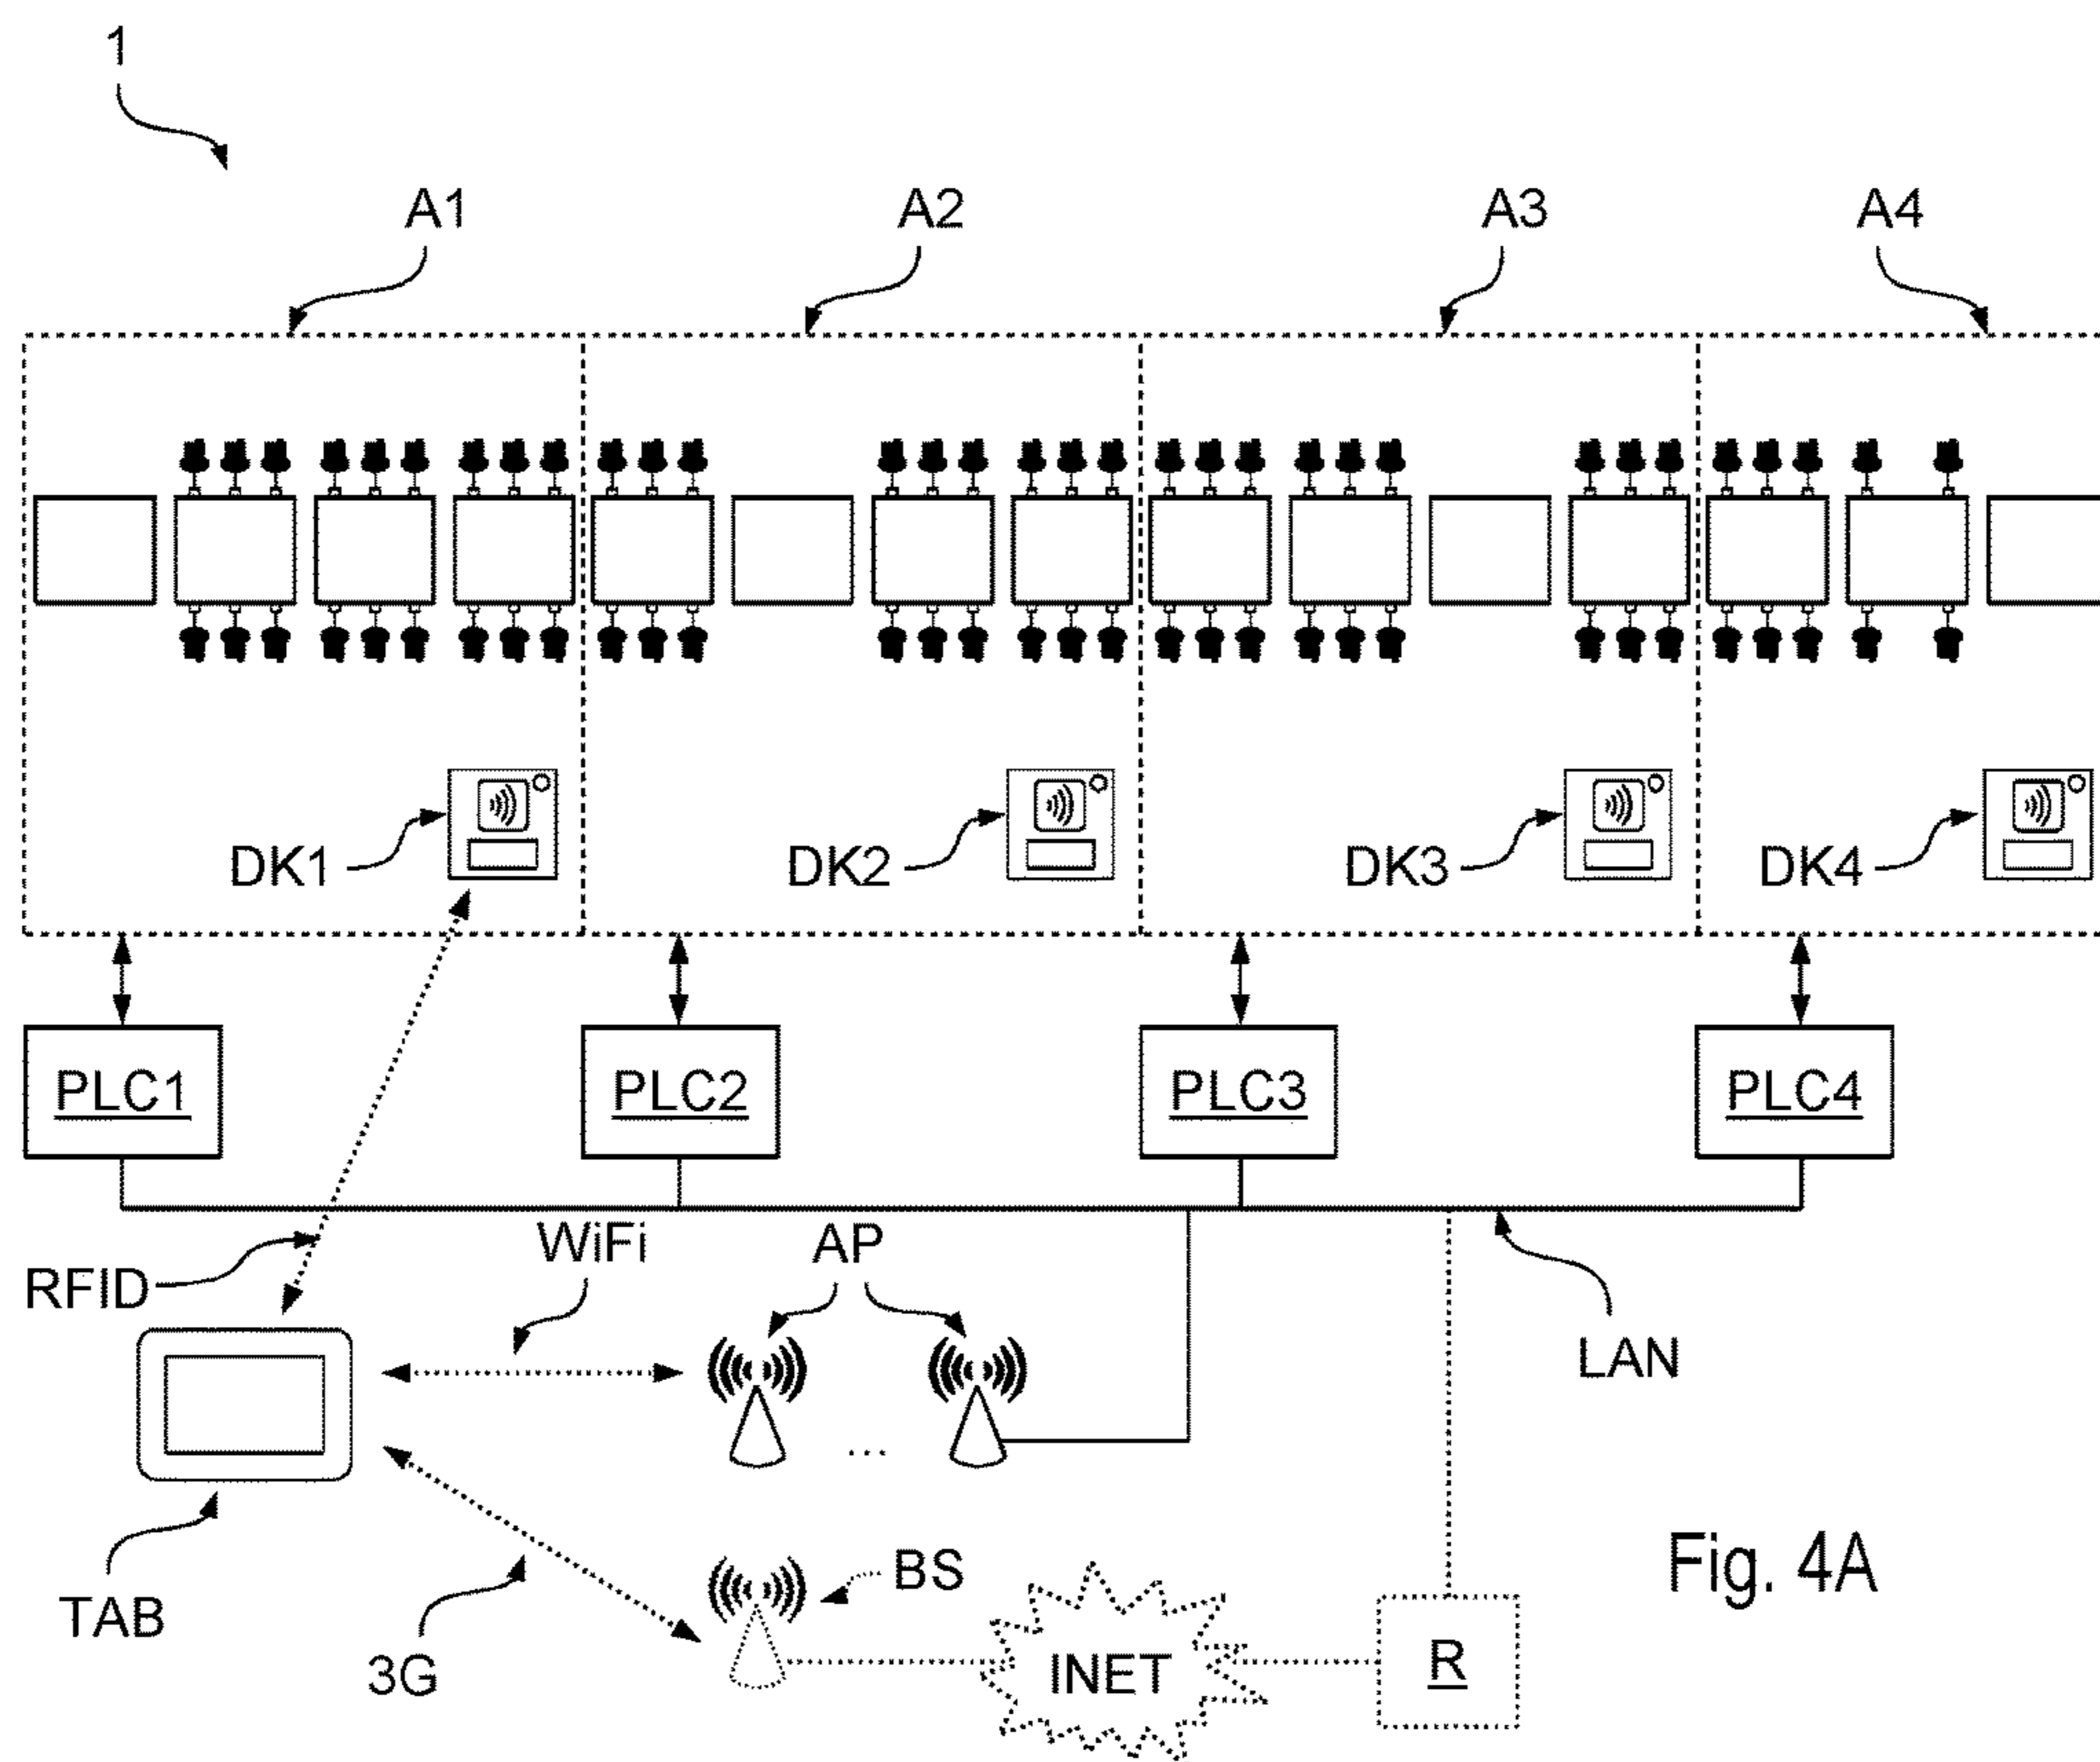 1
A1 A2 A3 A4
DK1 DK2 DK3 DK4
PLC1 PLC2 PLC3 PLC4
WiFi AP
RFID
LAN
...
BS
Fig. 4A
TAB
3G
INET
R